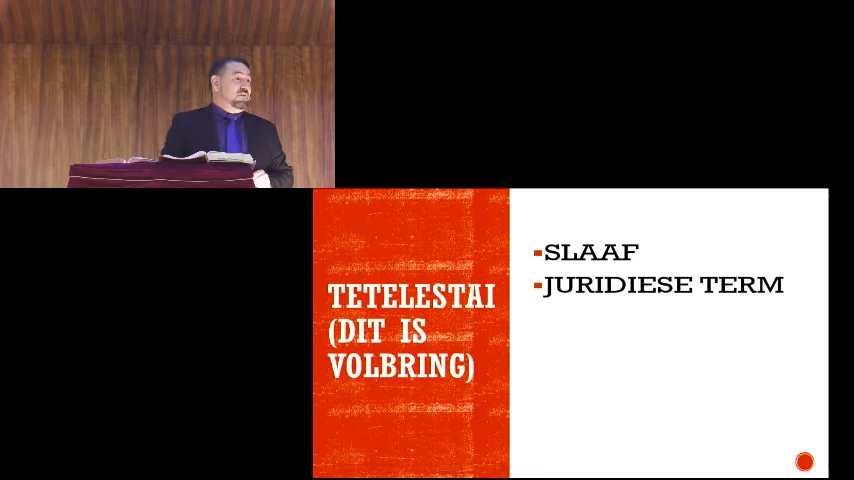 TETELESTAI
(DIT IS
VOLBRING)
SLAAF
JURIDIESE TERM